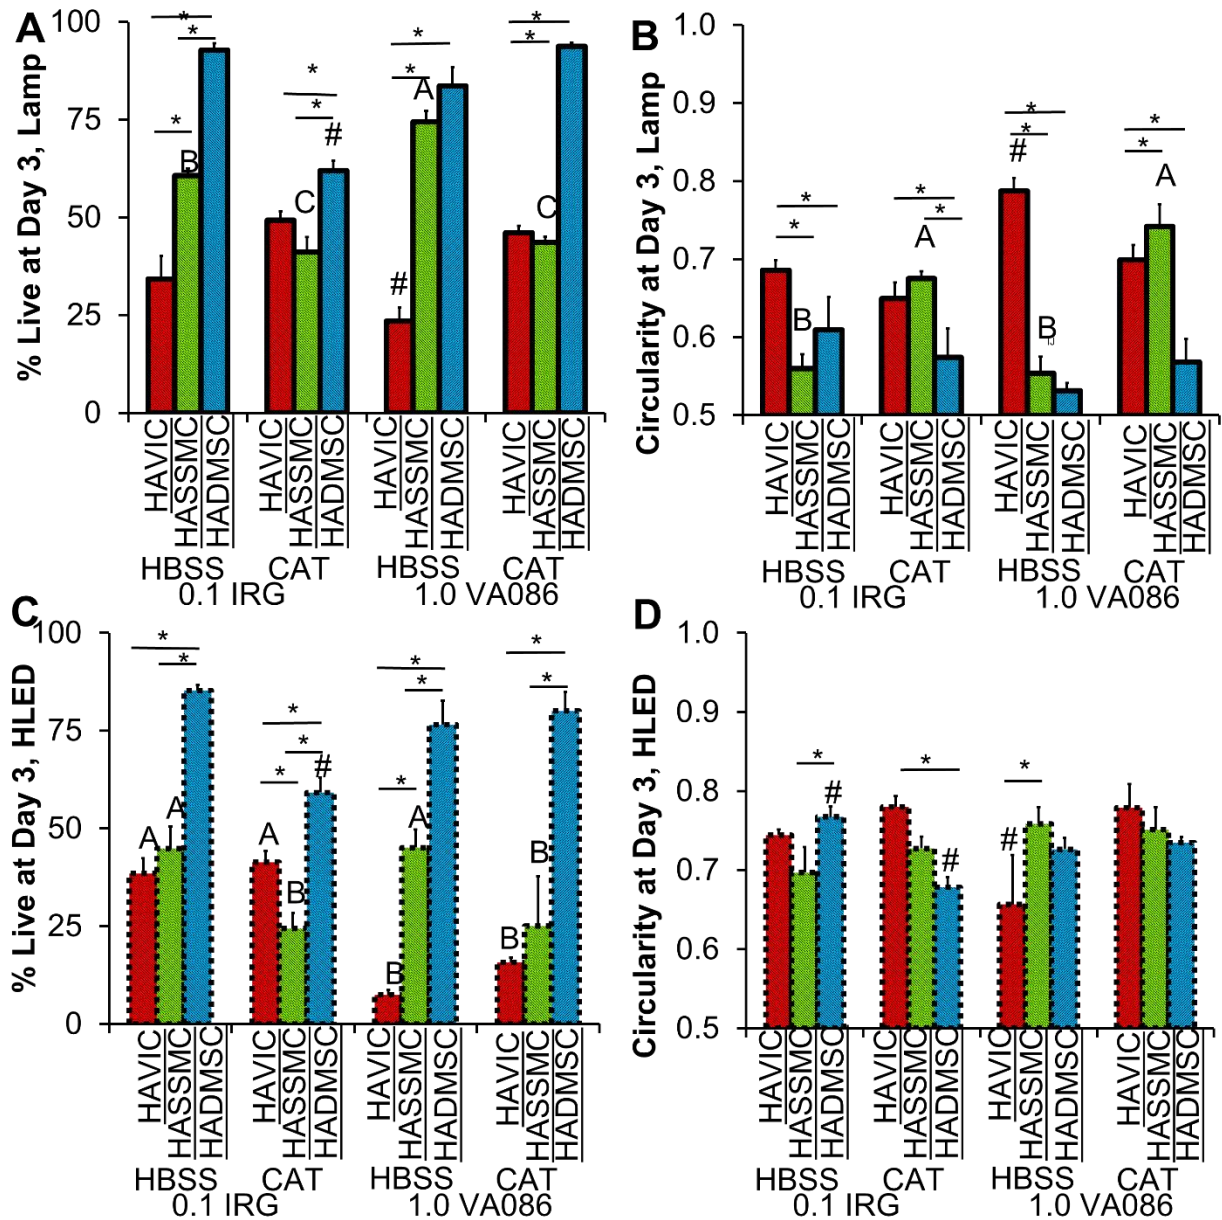 A
% Live at Day 3, Lamp
100
75
50
25
0
* * * B
* * # C
* * A #
* * C
HAVIC HASSMC HADMSC HAVIC HASSMC HADMSC HAVIC HASSMC HADMSC HAVIC HASSMC HADMSC
HBSS CAT HBSS CAT
0.1 IRG 1.0 VA086
B
Circularity at Day 3, Lamp
1.0
0.9
0.8
0.7
0.6
0.5
* * B
* * A
* * # B
* * A
HAVIC HASSMC HADMSC HAVIC HASSMC HADMSC HAVIC HASSMC HADMSC HAVIC HASSMC HADMSC
HBSS CAT HBSS CAT
0.1 IRG 1.0 VA086
C
% Live at Day 3, HLED
100
75
50
25
0
* * A A
* * * # A B
* * * A B
* * B B
HAVIC HASSMC HADMSC HAVIC HASSMC HADMSC HAVIC HASSMC HADMSC HAVIC HASSMC HADMSC
HBSS CAT HBSS CAT
0.1 IRG 1.0 VA086
D
Circularity at Day 3, HLED
1.0
0.9
0.8
0.7
0.6
0.5
* #
* #
* #
HAVIC HASSMC HADMSC HAVIC HASSMC HADMSC HAVIC HASSMC HADMSC HAVIC HASSMC HADMSC
HBSS CAT HBSS CAT
0.1 IRG 1.0 VA086